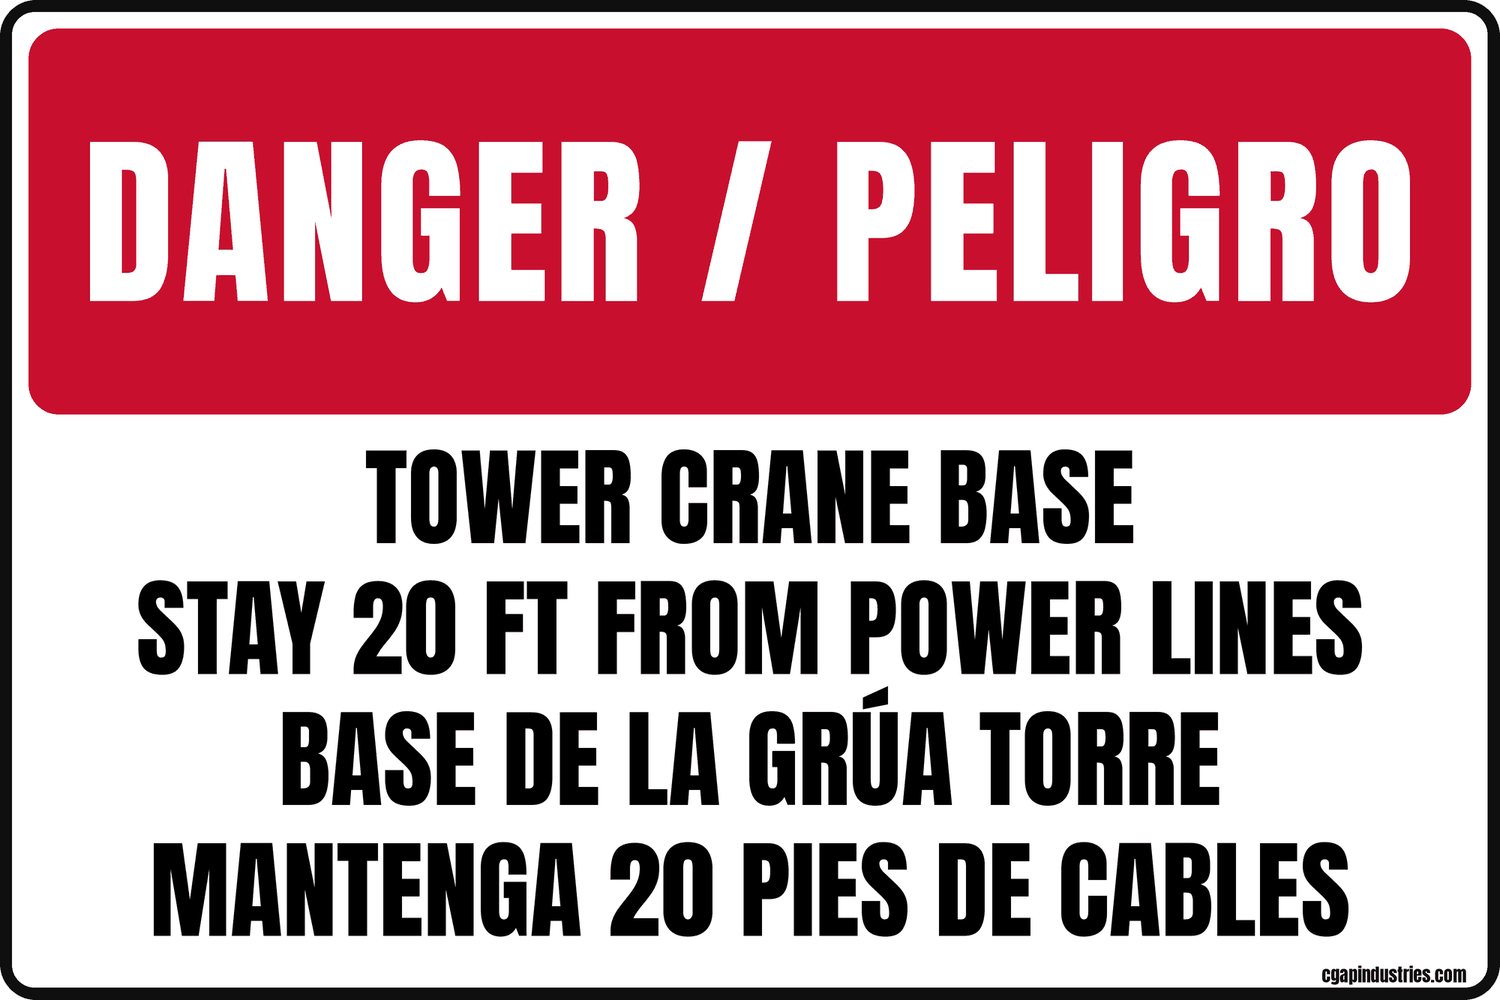 DANGER / PELIGRO
TOWER CRANE BASE
STAY 20 FT FROM POWER LINES
BASE DE LA GRÚA TORRE
MANTENGA 20 PIES DE CABLES
cgapindustries.com